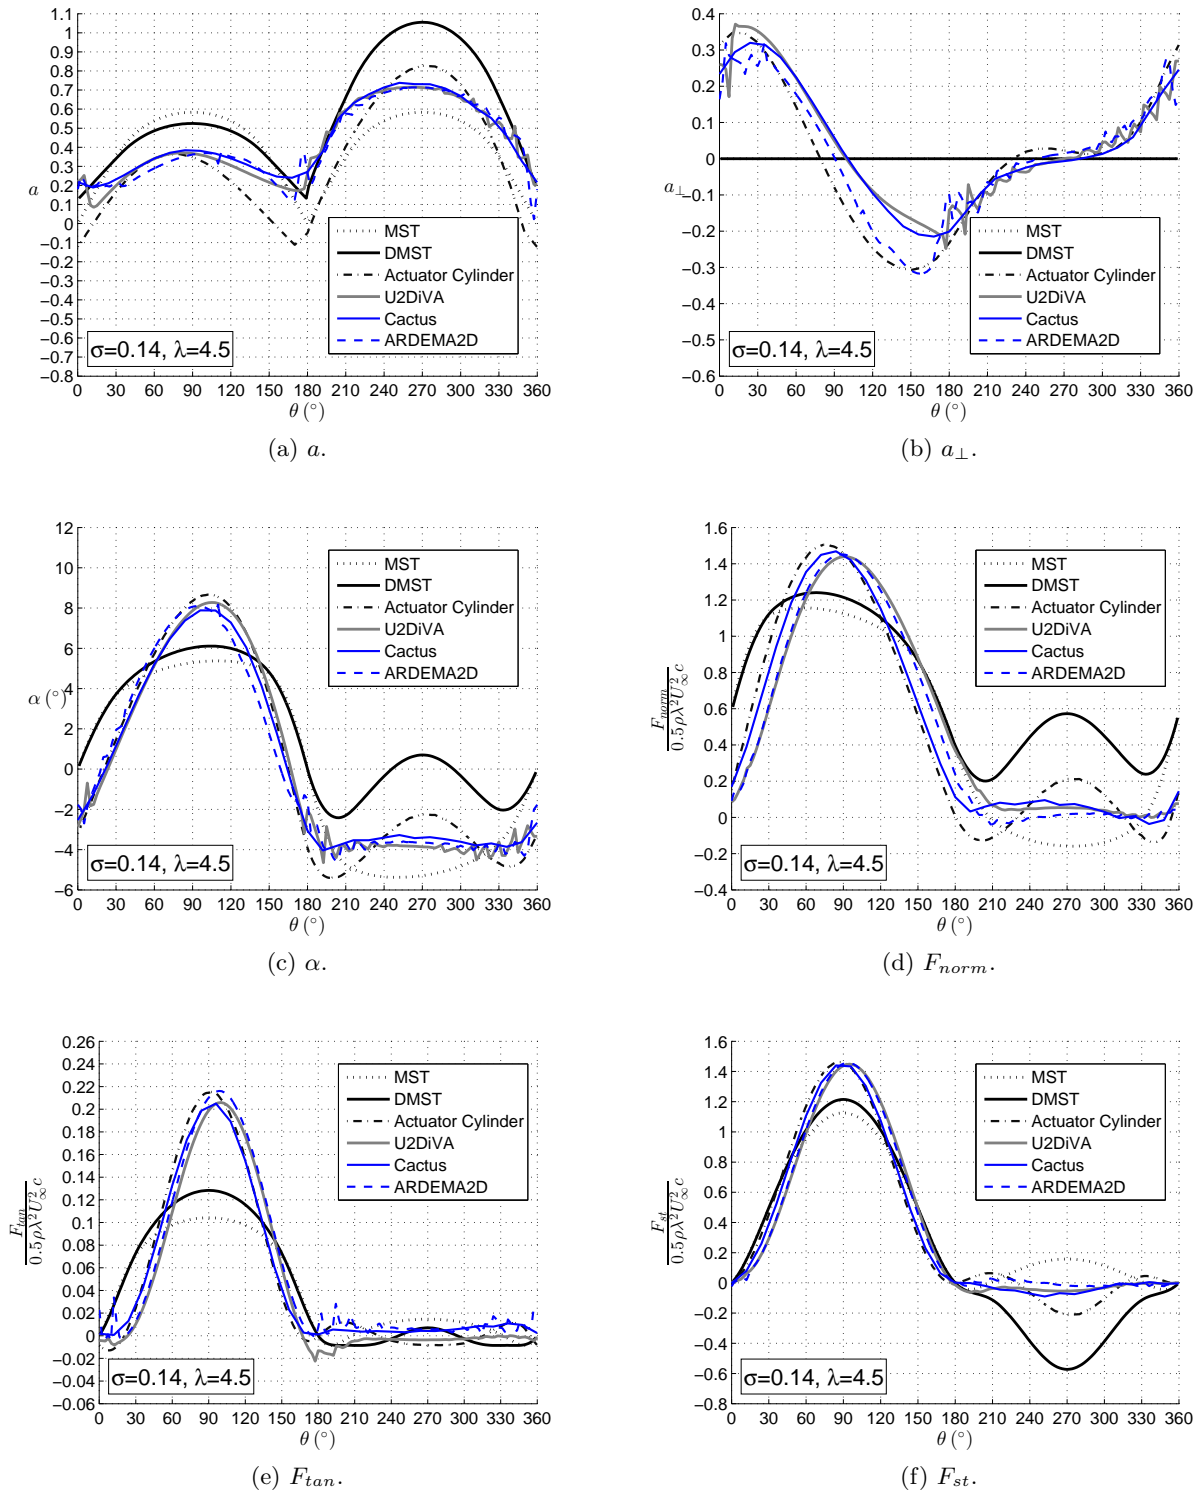 1.1
1
0.9
0.8
0.7
0.6
0.5
0.4
0.3
0.2
0.1
0
−0.1
−0.2
−0.3
−0.4
−0.5
−0.6
−0.7
−0.8
a
MST
DMST
Actuator Cylinder
U2DiVA
Cactus
ARDEMA2D
σ=0.14, λ=4.5
0 30 60 90 120 150 180 210 240 270 300 330 360
θ (°)
(a) a.
0.4
0.3
0.2
0.1
0
−0.1
−0.2
−0.3
−0.4
−0.5
−0.6
a⊥
MST
DMST
Actuator Cylinder
U2DiVA
Cactus
ARDEMA2D
σ=0.14, λ=4.5
0 30 60 90 120 150 180 210 240 270 300 330 360
θ (°)
(b) a⊥.
12
10
8
6
4
2
0
−2
−4
−6
α (°)
MST
DMST
Actuator Cylinder
U2DiVA
Cactus
ARDEMA2D
σ=0.14, λ=4.5
0 30 60 90 120 150 180 210 240 270 300 330 360
θ (°)
(c) α.
1.6
1.4
1.2
1
0.8
0.6
0.4
0.2
0
−0.2
−0.4
F_norm
0.5ρλ²U∞²c
MST
DMST
Actuator Cylinder
U2DiVA
Cactus
ARDEMA2D
σ=0.14, λ=4.5
0 30 60 90 120 150 180 210 240 270 300 330 360
θ (°)
(d) F_norm.
0.26
0.24
0.22
0.2
0.18
0.16
0.14
0.12
0.1
0.08
0.06
0.04
0.02
0
−0.02
−0.04
−0.06
F_tan
0.5ρλ²U∞²c
MST
DMST
Actuator Cylinder
U2DiVA
Cactus
ARDEMA2D
σ=0.14, λ=4.5
0 30 60 90 120 150 180 210 240 270 300 330 360
θ (°)
(e) F_tan.
1.6
1.4
1.2
1
0.8
0.6
0.4
0.2
0
−0.2
−0.4
−0.6
−0.8
F_st
0.5ρλ²U∞²c
MST
DMST
Actuator Cylinder
U2DiVA
Cactus
ARDEMA2D
σ=0.14, λ=4.5
0 30 60 90 120 150 180 210 240 270 300 330 360
θ (°)
(f) F_st.